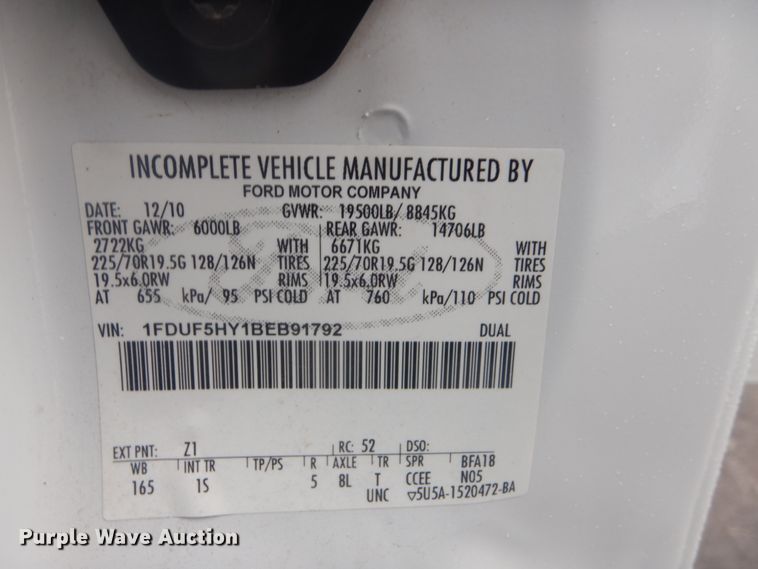 INCOMPLETE VEHICLE MANUFACTURED BY
FORD MOTOR COMPANY
DATE: 12/10 GVWR: 19500LB/ 8845KG
FRONT GAWR: 6000LB REAR GAWR: 14706LB
2722KG WITH 6671KG WITH
225/70R19.5G 128/126N TIRES 225/70R19.5G 128/126N TIRES
19.5x6.0RW RIMS 19.5x6.0RW RIMS
AT 655 kPa/ 95 PSI COLD AT 760 kPa/110 PSI COLD
VIN: 1FDUF5HY1BEB91792 DUAL
EXT PNT: Z1 RC: 52 DSO:
WB INT TR TP/PS R AXLE TR SPR BFA18
165 1S 5 8L T CCEE N05
UNC ▽5U5A-1520472-BA
Purple Wave Auction